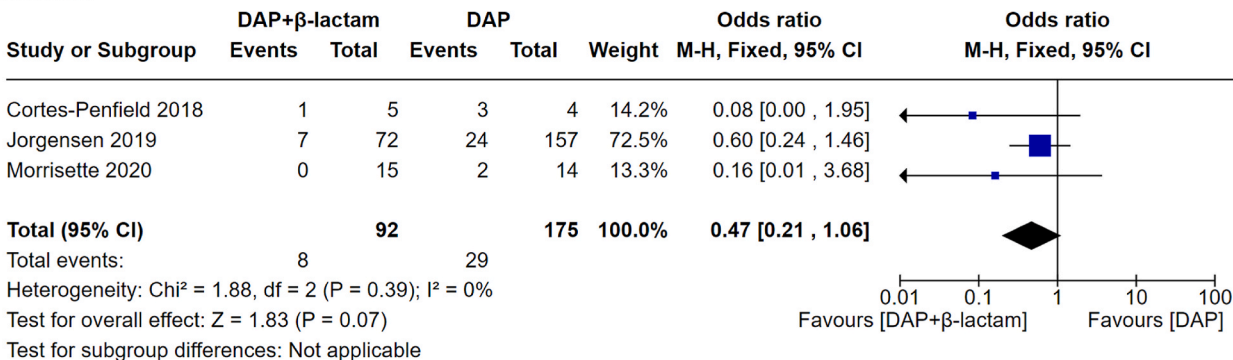 DAP+β-lactam DAP Odds ratio Odds ratio
Study or Subgroup Events Total Events Total Weight M-H, Fixed, 95% CI M-H, Fixed, 95% CI
Cortes-Penfield 2018 1 5 3 4 14.2% 0.08 [0.00 , 1.95]
Jorgensen 2019 7 72 24 157 72.5% 0.60 [0.24 , 1.46]
Morrisette 2020 0 15 2 14 13.3% 0.16 [0.01 , 3.68]
Total (95% CI) 92 175 100.0% 0.47 [0.21 , 1.06]
Total events: 8 29
Heterogeneity: Chi² = 1.88, df = 2 (P = 0.39); I² = 0%
0.01 0.1 1 10 100
Test for overall effect: Z = 1.83 (P = 0.07)
Favours [DAP+β-lactam] Favours [DAP]
Test for subgroup differences: Not applicable